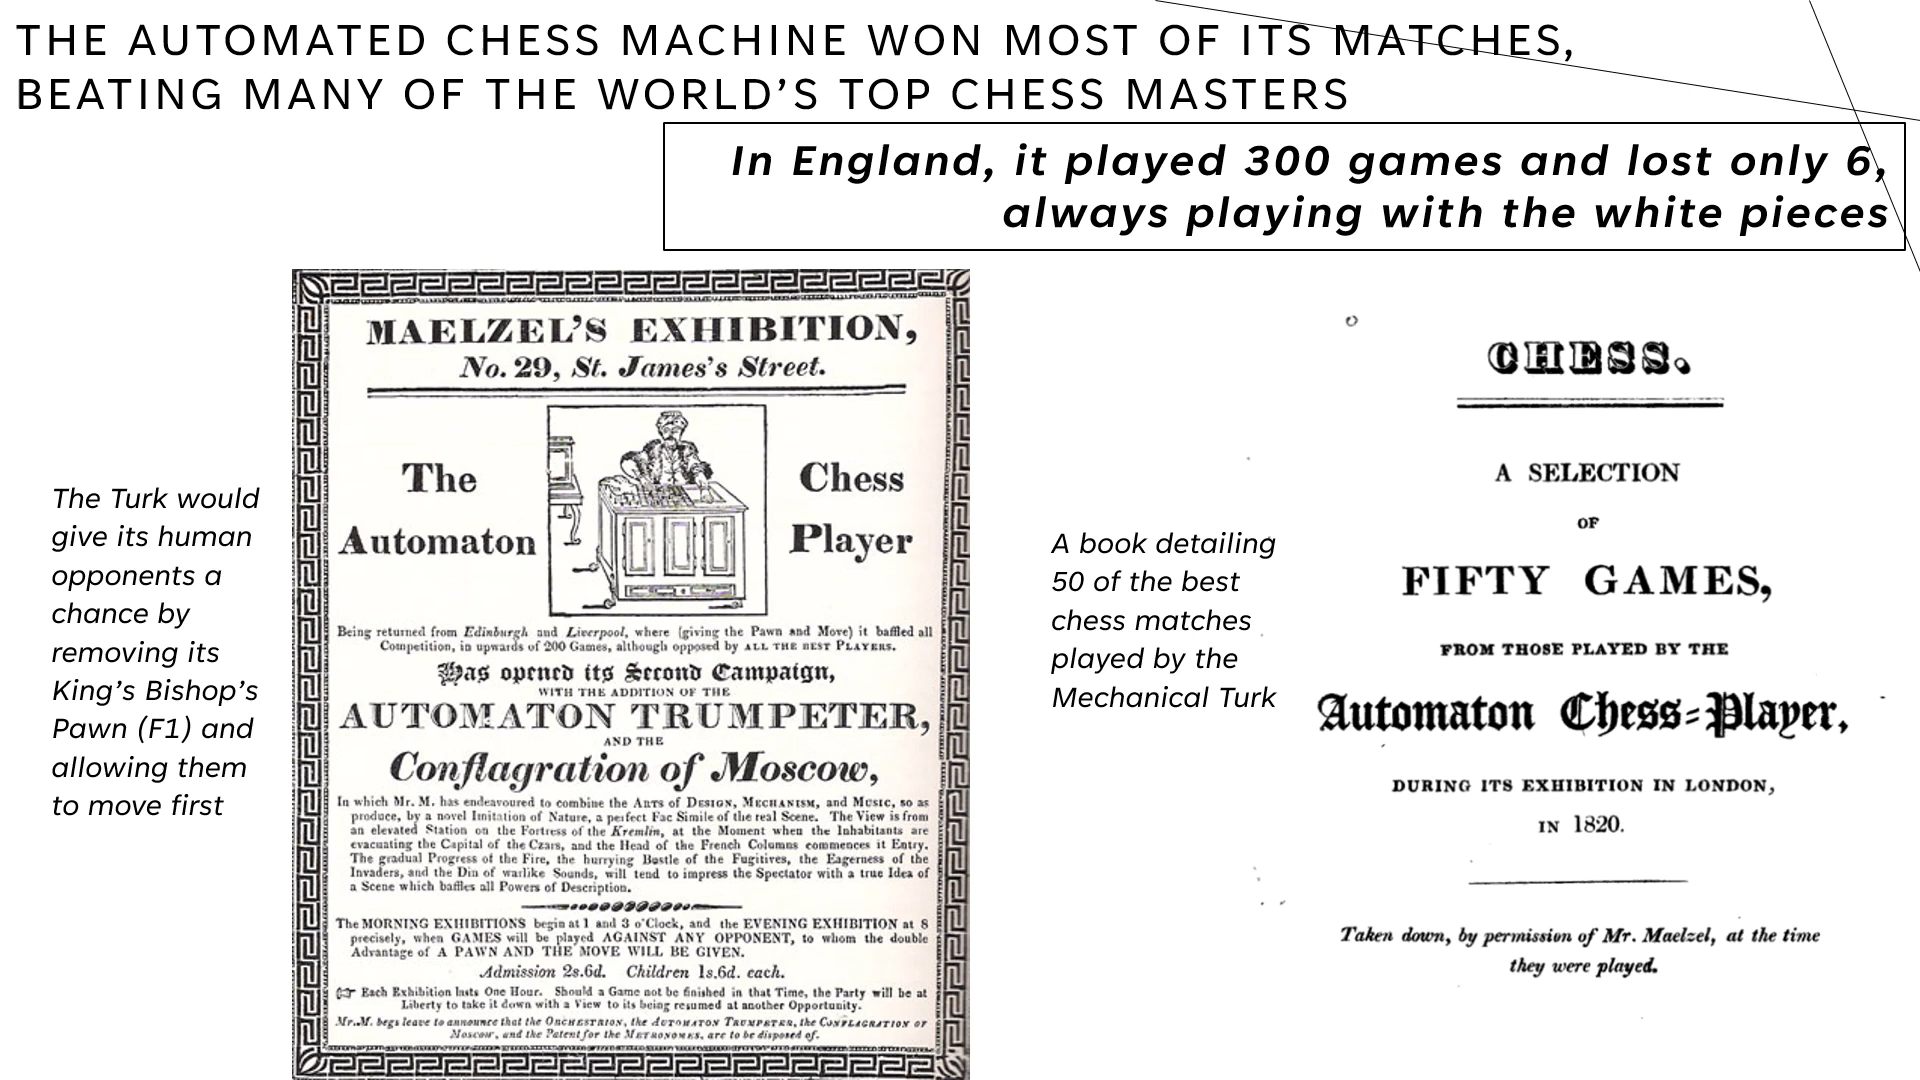 THE AUTOMATED CHESS MACHINE WON MOST OF ITS MATCHES,
BEATING MANY OF THE WORLD’S TOP CHESS MASTERS
In England, it played 300 games and lost only 6,
always playing with the white pieces
The Turk would
give its human
opponents a
chance by
removing its
King’s Bishop’s
Pawn (F1) and
allowing them
to move first
MAELZEL’S EXHIBITION,
No. 29, St. James’s Street.
The Chess
Automaton Player
Being returned from Edinburgh and Liverpool, where (giving the Pawn and Move) it baffled all
Competition, in upwards of 200 Games, although opposed by ALL THE BEST PLAYERS.
Has opened its Second Campaign,
WITH THE ADDITION OF THE
AUTOMATON TRUMPETER,
AND THE
Conflagration of Moscow,
In which Mr. M. has endeavoured to combine the ARTS of DESIGN, MECHANISM, and MUSIC, so as
produce, by a novel Imitation of Nature, a perfect Fac Simile of the real Scene. The View is from
an elevated Station on the Fortress of the Kremlin, at the Moment when the Inhabitants are
evacuating the Capital of the Czars, and the Head of the French Columns commences it Entry.
The gradual Progress of the Fire, the hurrying Bustle of the Fugitives, the Eagerness of the
Invaders, and the Din of warlike Sounds, will tend to impress the Spectator with a true Idea of
a Scene which baffles all Powers of Description.
The MORNING EXHIBITIONS begin at 1 and 3 o’Clock, and the EVENING EXHIBITION at 8
precisely, when GAMES will be played AGAINST ANY OPPONENT, to whom the double
Advantage of A PAWN AND THE MOVE WILL BE GIVEN.
Admission 2s.6d. Children 1s.6d. each.
☞ Each Exhibition lasts One Hour. Should a Game not be finished in that Time, the Party will be at
Liberty to take it down with a View to its being resumed at another Opportunity.
Mr. M. begs leave to announce that the ORCHESTRION, the AUTOMATON TRUMPETER, the CONFLAGRATION OF
Moscow, and the Patent for the METRONOMES, are to be disposed of.
A book detailing
50 of the best
chess matches
played by the
Mechanical Turk
CHESS.
A SELECTION
OF
FIFTY GAMES,
FROM THOSE PLAYED BY THE
Automaton Chess=Player,
DURING ITS EXHIBITION IN LONDON,
IN 1820.
Taken down, by permission of Mr. Maelzel, at the time
they were played.